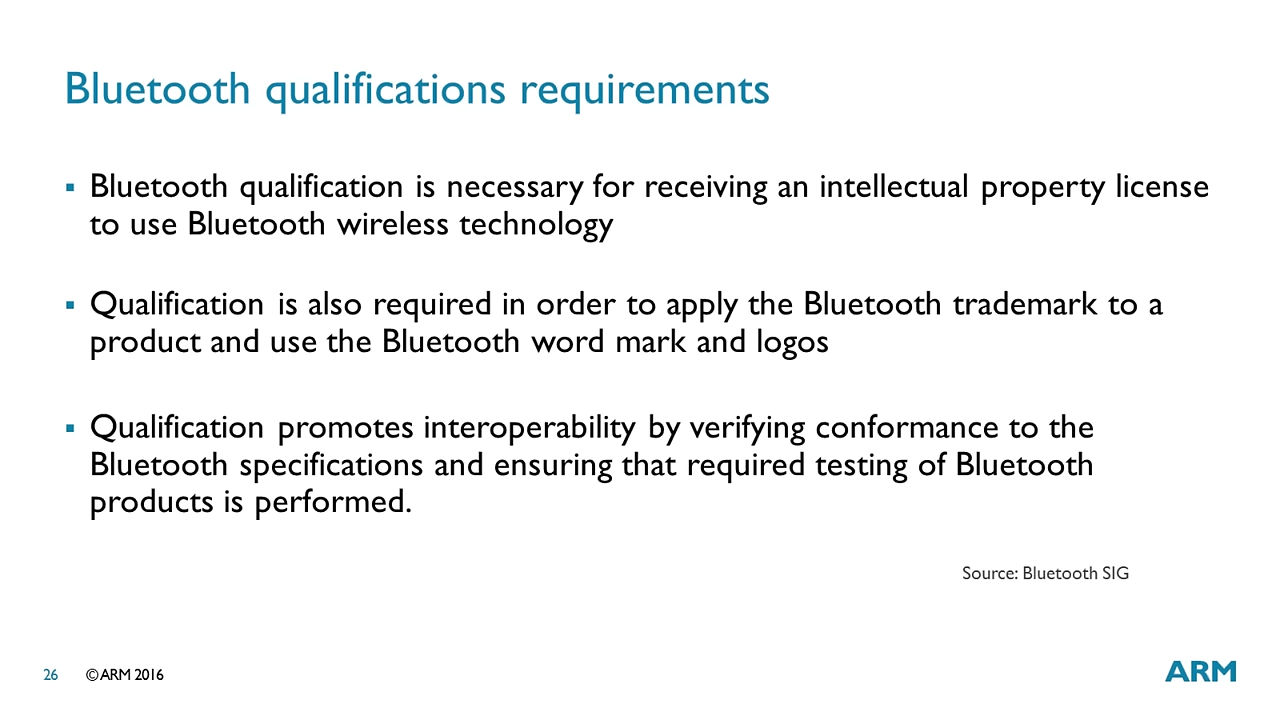 Bluetooth qualifications requirements
▪ Bluetooth qualification is necessary for receiving an intellectual property license
to use Bluetooth wireless technology
▪ Qualification is also required in order to apply the Bluetooth trademark to a
product and use the Bluetooth word mark and logos
▪ Qualification promotes interoperability by verifying conformance to the
Bluetooth specifications and ensuring that required testing of Bluetooth
products is performed.
Source: Bluetooth SIG
26 © ARM 2016
ARM